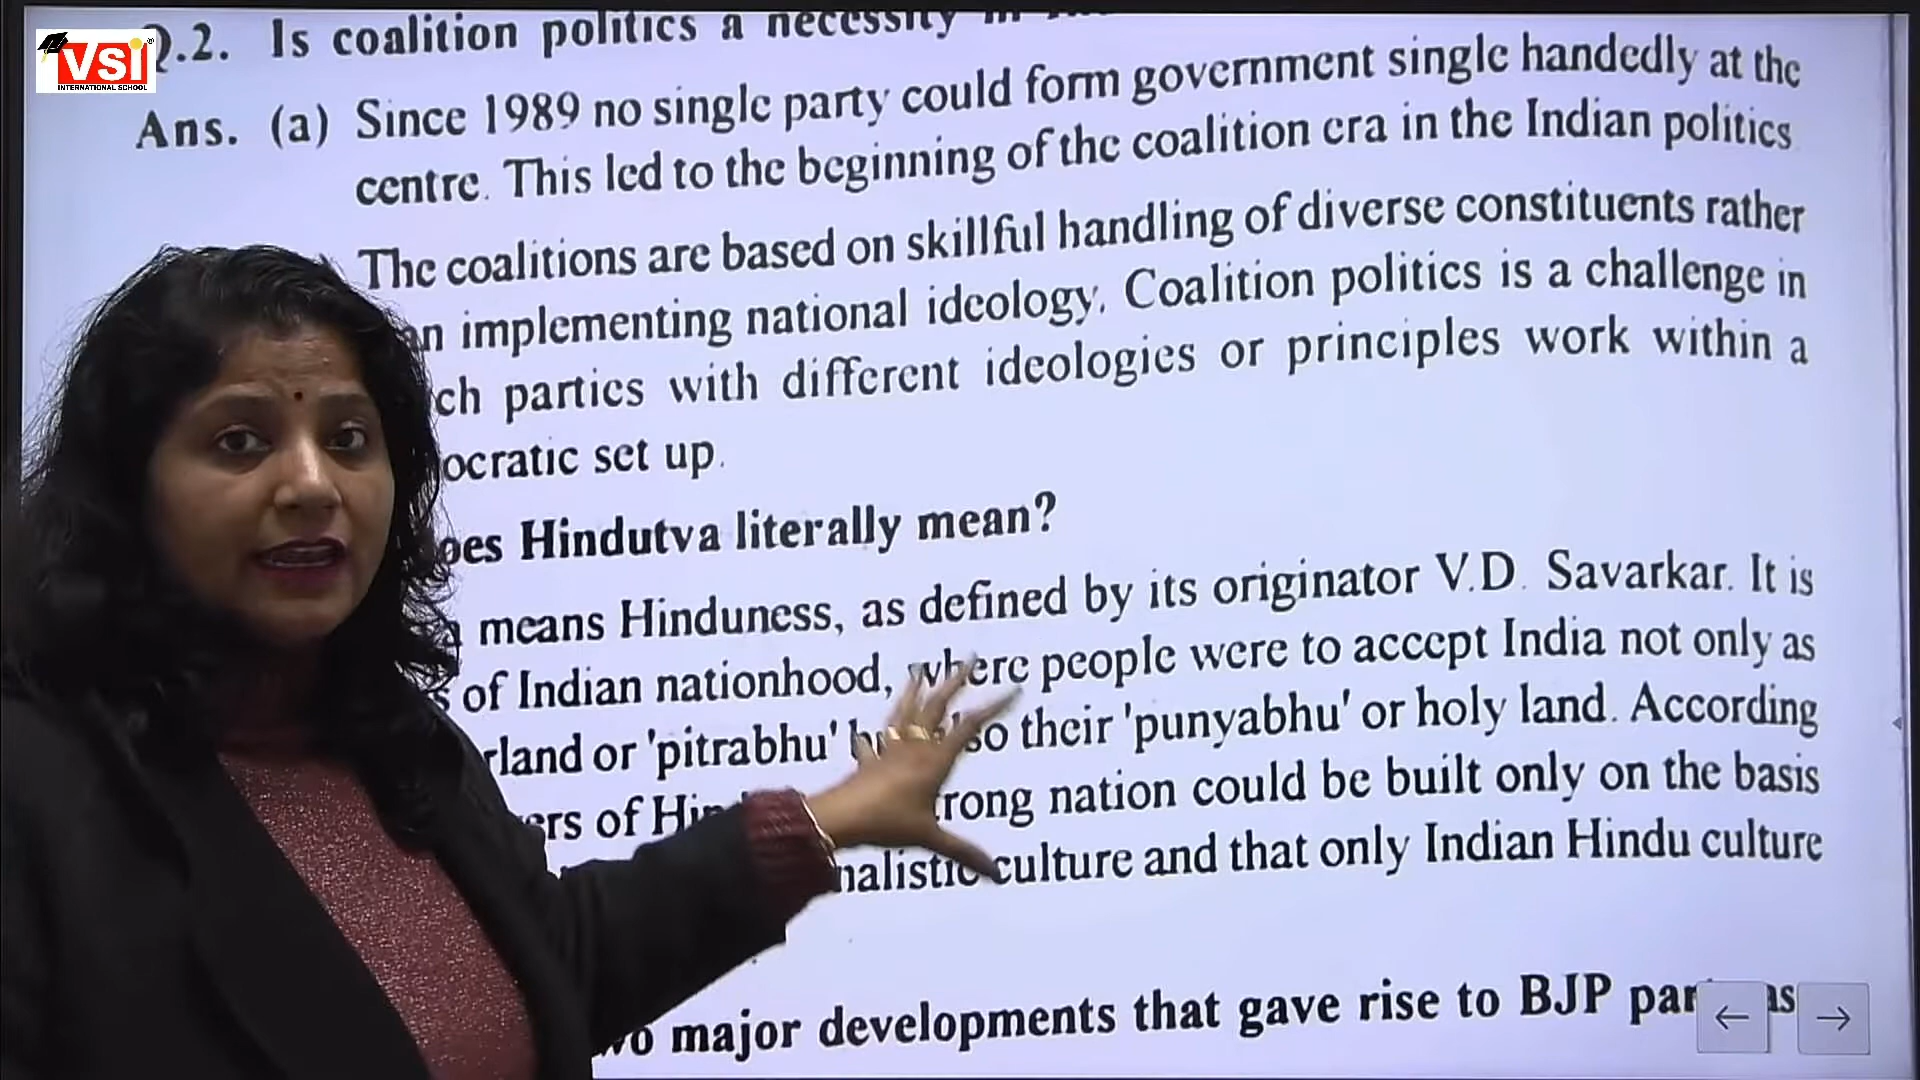 VSI
INTERNATIONAL SCHOOL
Q.2. Is coalition politics a necessity in
Ans. (a) Since 1989 no single party could form government single handedly at the
centre. This led to the beginning of the coalition era in the Indian politics
The coalitions are based on skillful handling of diverse constituents rather
implementing national ideology. Coalition politics is a challenge in
parties with different ideologies or principles work within a
set up.
Hindutva literally mean?
means Hinduness, as defined by its originator V.D. Savarkar. It is
of Indian nationhood, where people were to accept India not only as
or 'pitrabhu' their 'punyabhu' or holy land. According
of nation could be built only on the basis
culture and that only Indian Hindu culture
major developments that gave rise to BJP
← →